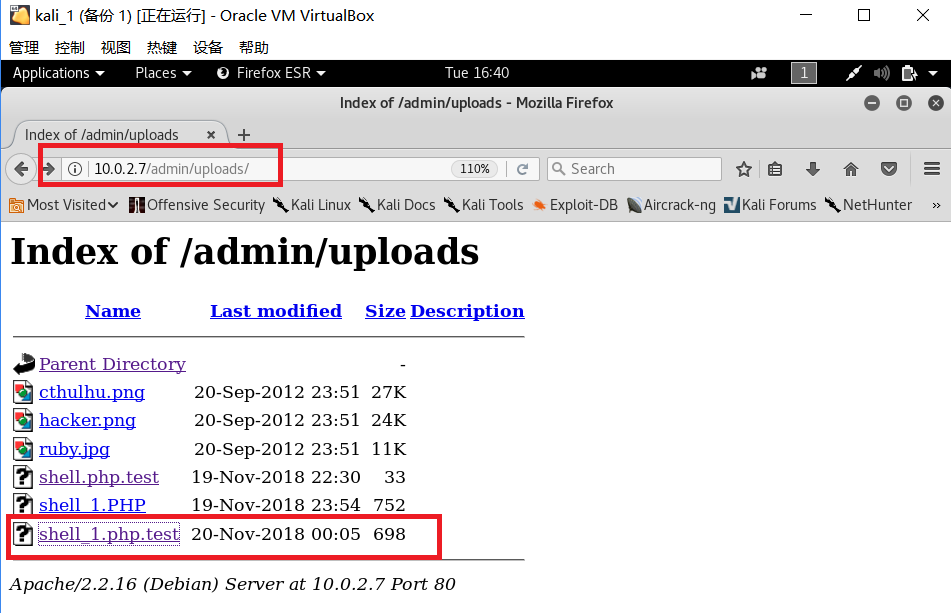 kali_1 (备份 1) [正在运行] - Oracle VM VirtualBox
管理 控制 视图 热键 设备 帮助
Applications Places Firefox ESR Tue 16:40 1
Index of /admin/uploads - Mozilla Firefox
Index of /admin/uploads
10.0.2.7/admin/uploads/ 110% Search
Most Visited Offensive Security Kali Linux Kali Docs Kali Tools Exploit-DB Aircrack-ng Kali Forums NetHunter »
Index of /admin/uploads
Name Last modified Size Description
Parent Directory -
cthulhu.png 20-Sep-2012 23:51 27K
hacker.png 20-Sep-2012 23:51 24K
ruby.jpg 20-Sep-2012 23:51 11K
shell.php.test 19-Nov-2018 22:30 33
shell_1.PHP 19-Nov-2018 23:54 752
shell_1.php.test 20-Nov-2018 00:05 698
Apache/2.2.16 (Debian) Server at 10.0.2.7 Port 80